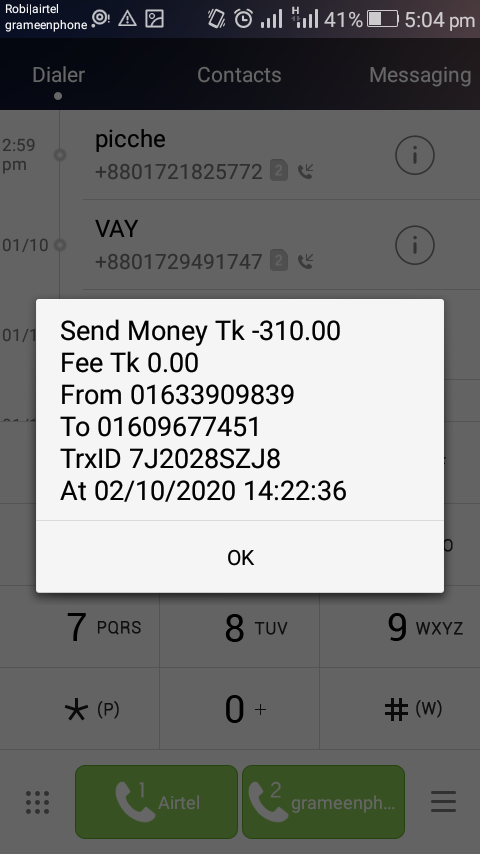 Robi|airtel
grameenphone
H
41%
5:04 pm
Dialer
Contacts
Messaging
2:59
pm
picche
+8801721825772 2
01/10
VAY
+8801729491747 2
Send Money Tk -310.00
Fee Tk 0.00
From 01633909839
To 01609677451
TrxID 7J2028SZJ8
At 02/10/2020 14:22:36
OK
7 PQRS
8 TUV
9 WXYZ
* (P)
0 +
# (W)
1 Airtel
2 grameenph...